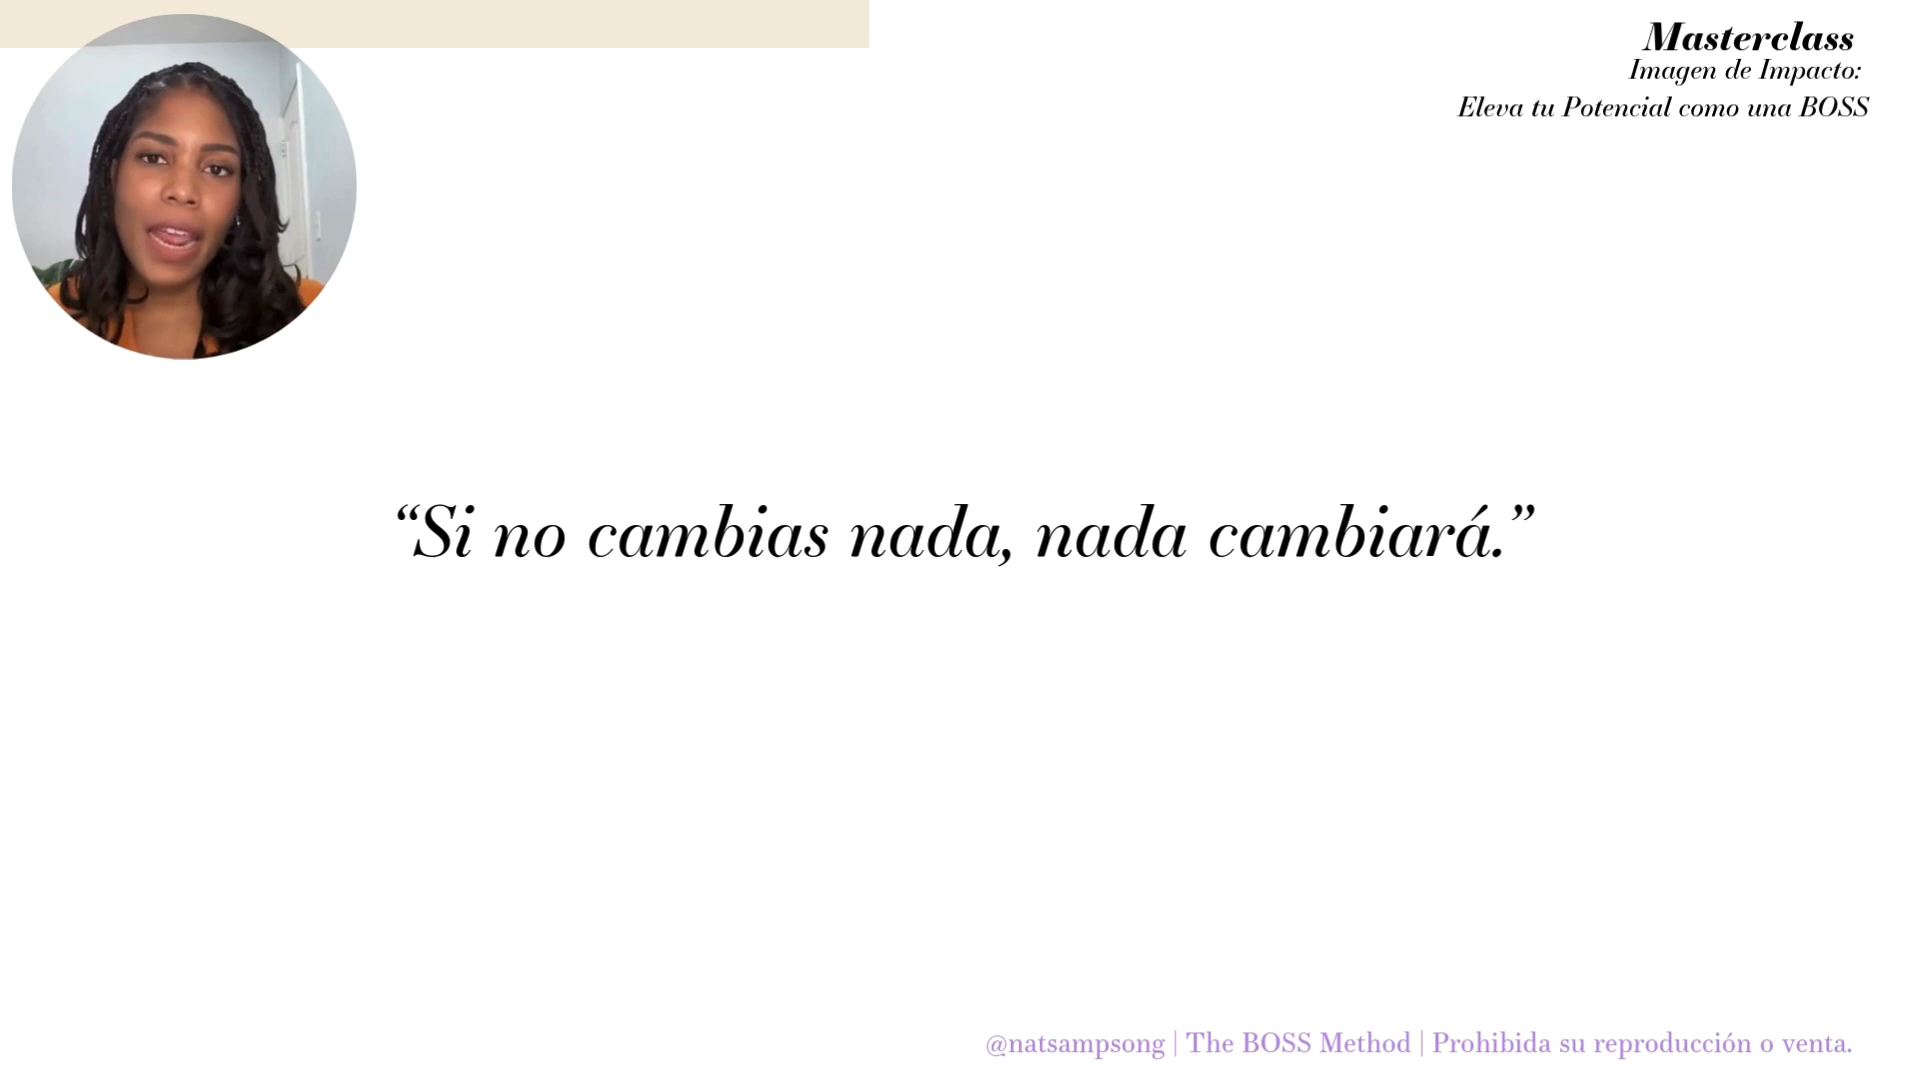 Masterclass
Imagen de Impacto:
Eleva tu Potencial como una BOSS
“Si no cambias nada, nada cambiará.”
@natsampsong | The BOSS Method | Prohibida su reproducción o venta.